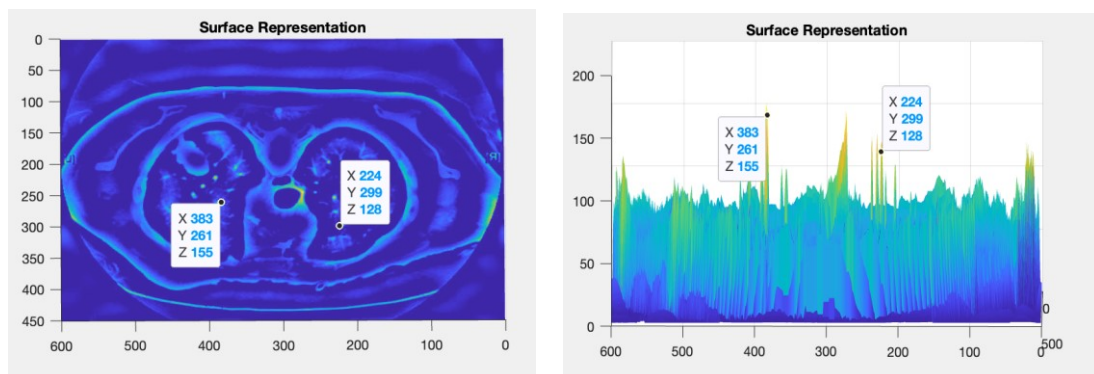 Surface Representation
0
50
100
150
200
250
300
350
400
450
X 224
Y 299
Z 128
X 383
Y 261
Z 155
600 500 400 300 200 100 0
Surface Representation
200
150
100
50
0
X 224
Y 299
Z 128
X 383
Y 261
Z 155
0
600 500 400 300 200 100 0 500